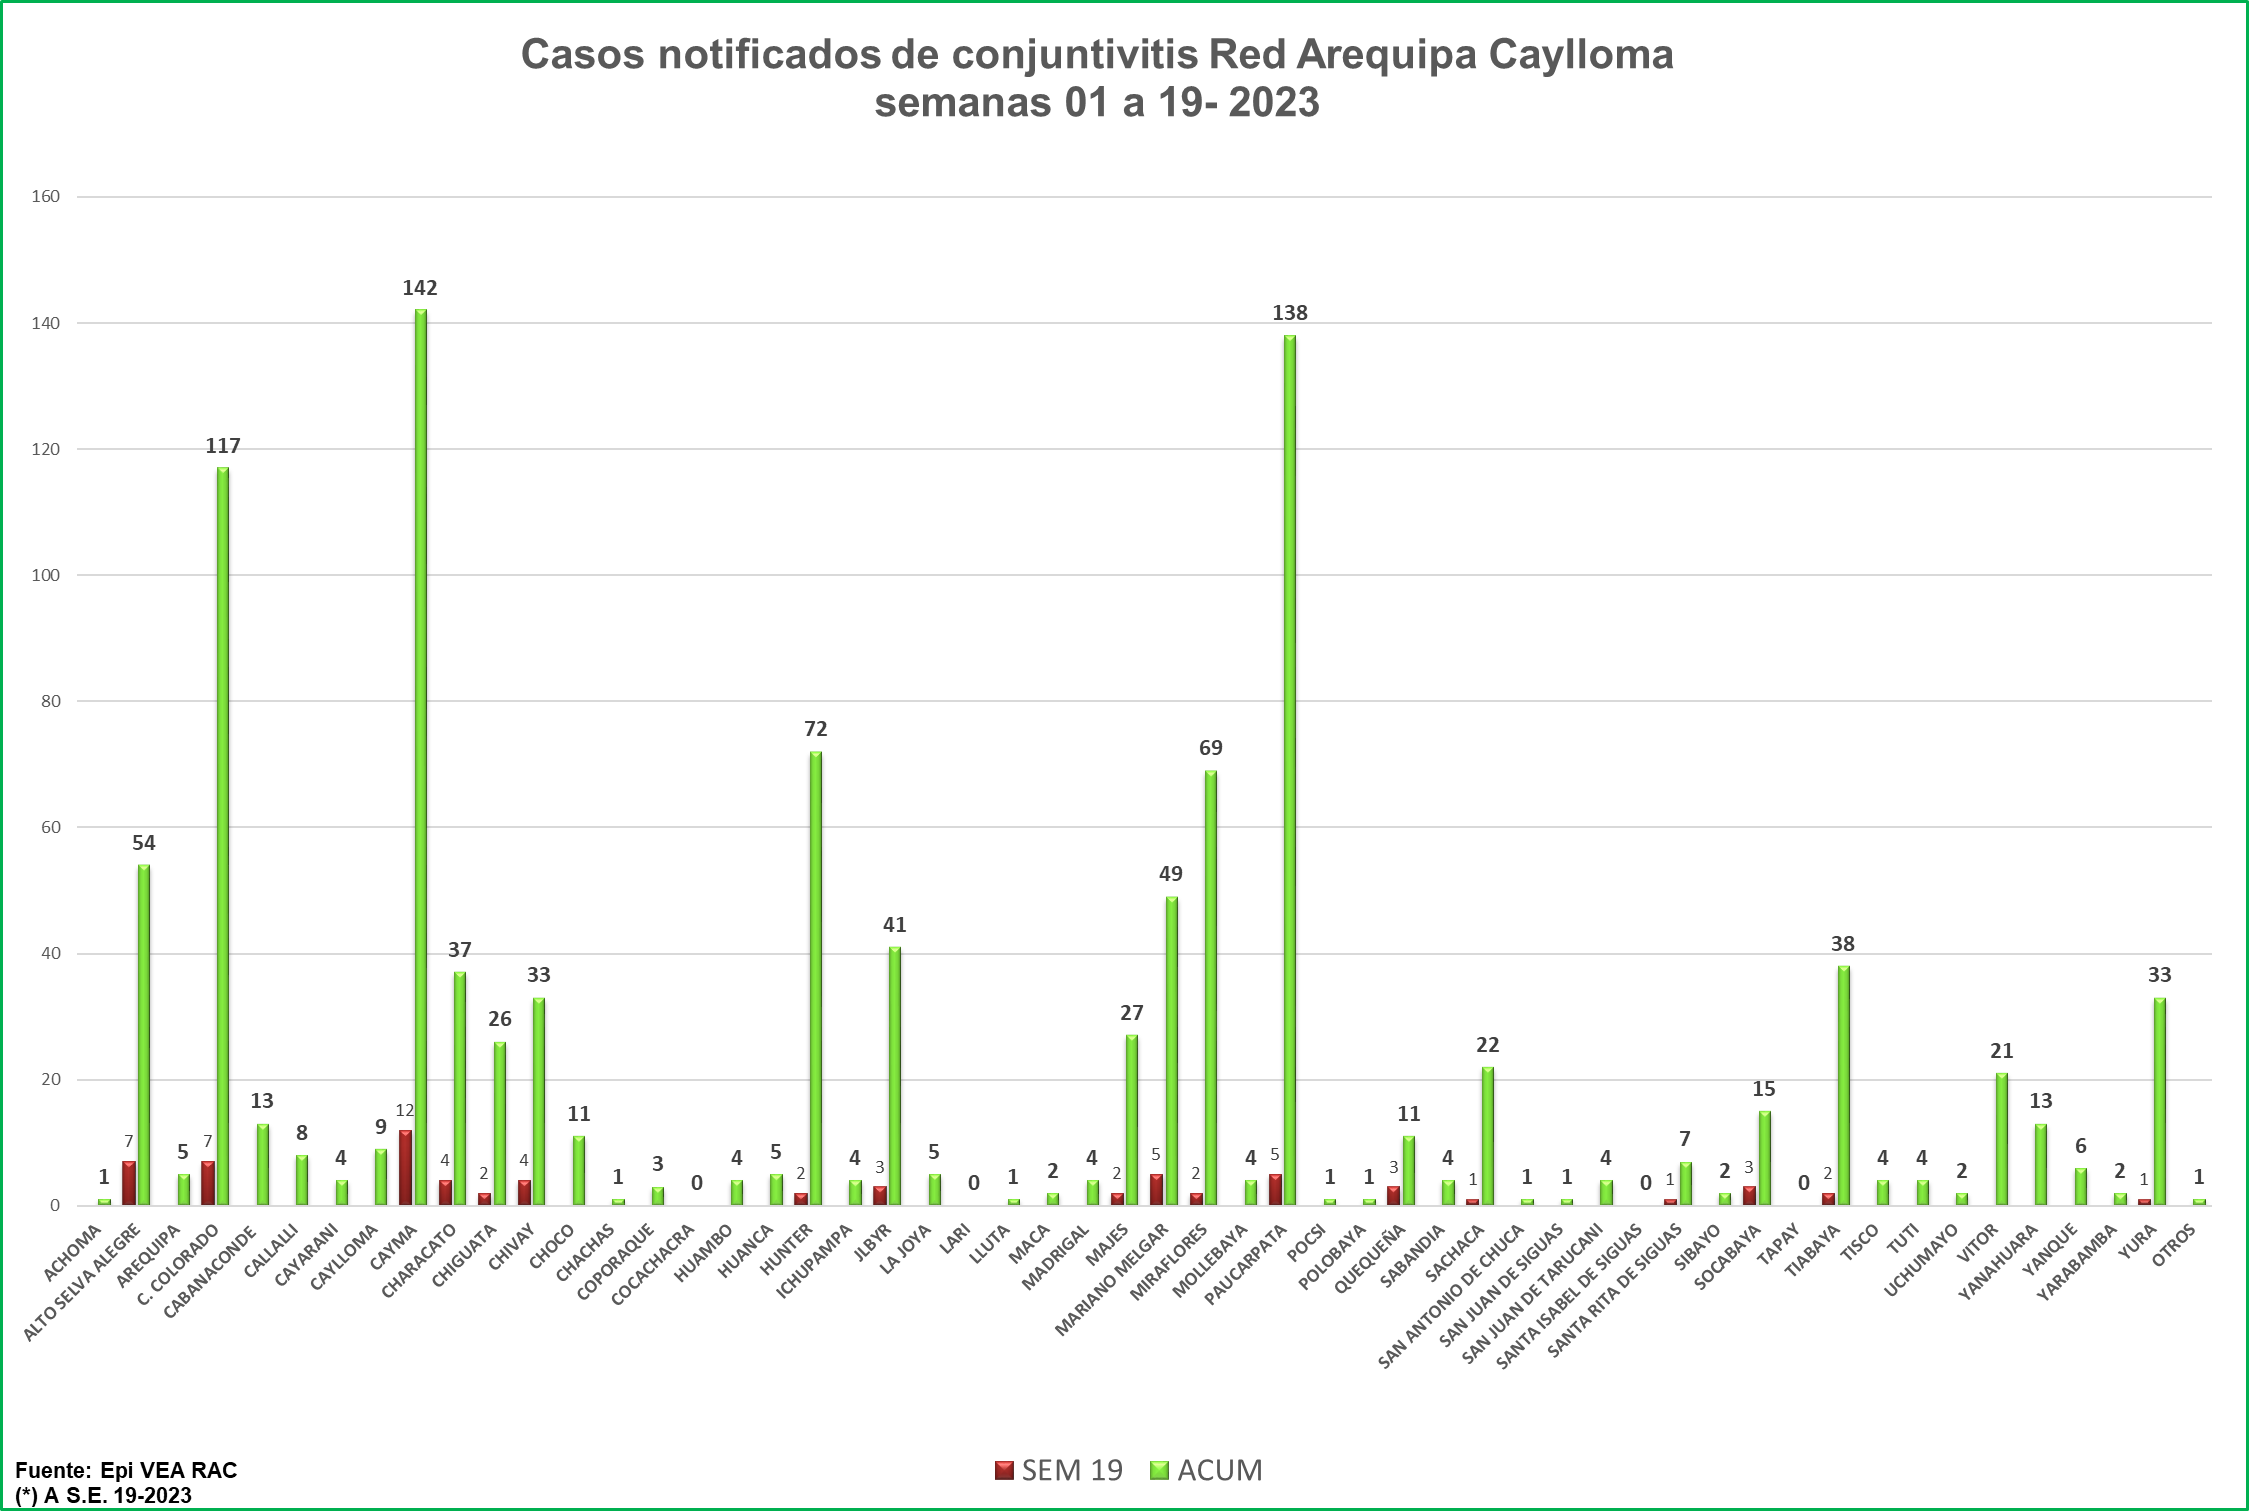 Casos notificados de conjuntivitis Red Arequipa Caylloma
semanas 01 a 19- 2023
160
140
120
100
80
60
40
20
0
1
7 54
5
7 117
13
8
4
9
12 142
4 37
2 26
4 33
11
1
3
0
4
5
2 72
4
3 41
5
0
1
2
4
2 27
5 49
2 69
4
5 138
1
1
3 11
4
1 22
1
1
4
0
1 7
2
3 15
0
2 38
4
4
2
21
13
6
2
1 33
1
ACHOMA
ALTO SELVA ALEGRE
AREQUIPA
C. COLORADO
CABANACONDE
CALLALLI
CAYARANI
CAYLLOMA
CAYMA
CHARACATO
CHIGUATA
CHIVAY
CHOCO
CHACHAS
COPORAQUE
COCACHACRA
HUAMBO
HUANCA
HUNTER
ICHUPAMPA
JLBYR
LA JOYA
LARI
LLUTA
MACA
MADRIGAL
MAJES
MARIANO MELGAR
MIRAFLORES
MOLLEBAYA
PAUCARPATA
POCSI
POLOBAYA
QUEQUEÑA
SABANDIA
SACHACA
SAN ANTONIO DE CHUCA
SAN JUAN DE SIGUAS
SAN JUAN DE TARUCANI
SANTA ISABEL DE SIGUAS
SANTA RITA DE SIGUAS
SIBAYO
SOCABAYA
TAPAY
TIABAYA
TISCO
TUTI
UCHUMAYO
VITOR
YANAHUARA
YANQUE
YARABAMBA
YURA
OTROS
SEM 19 ACUM
Fuente: Epi VEA RAC
(*) A S.E. 19-2023